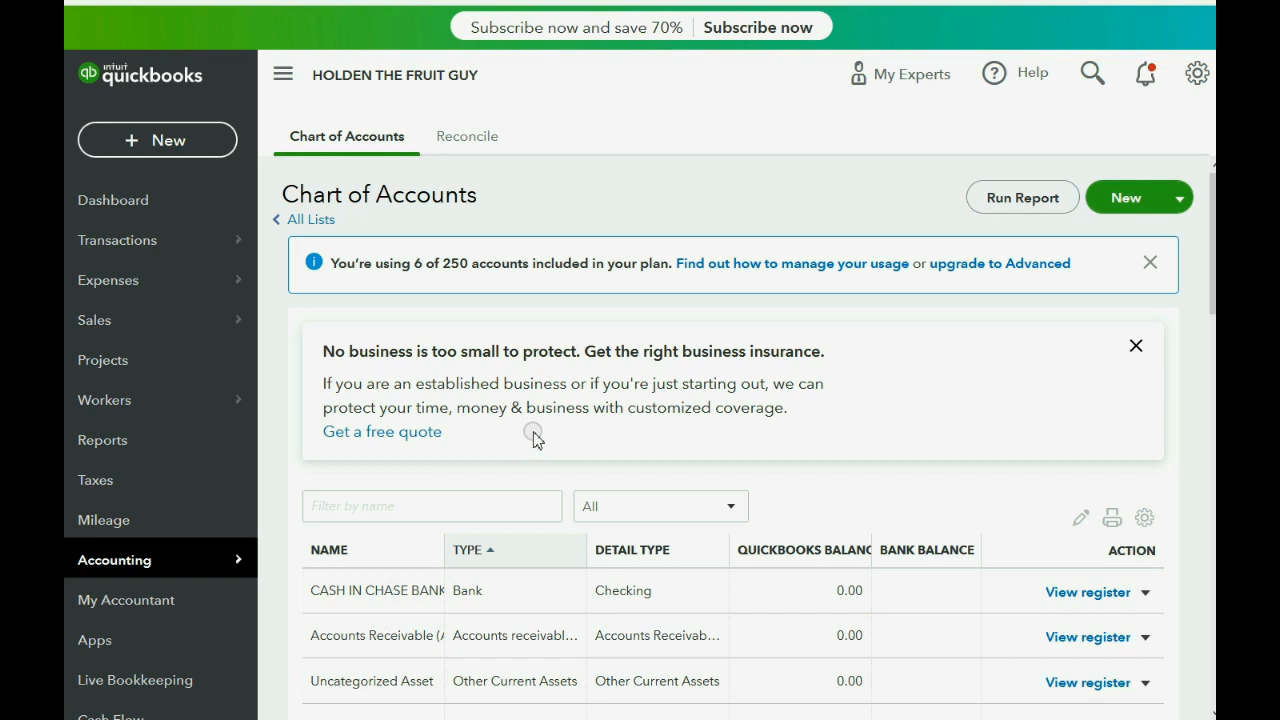 Subscribe now and save 70% Subscribe now
intuit
quickbooks
HOLDEN THE FRUIT GUY
My Experts
Help
+ New
Chart of Accounts
Reconcile
Dashboard
Transactions
Expenses
Sales
Projects
Workers
Reports
Taxes
Mileage
Accounting
My Accountant
Apps
Live Bookkeeping
Cash Flow
Chart of Accounts
All Lists
Run Report
New
You're using 6 of 250 accounts included in your plan. Find out how to manage your usage or upgrade to Advanced
No business is too small to protect. Get the right business insurance.
If you are an established business or if you're just starting out, we can
protect your time, money & business with customized coverage.
Get a free quote
Filter by name
All
NAME TYPE DETAIL TYPE QUICKBOOKS BALANC BANK BALANCE ACTION
CASH IN CHASE BANK Bank Checking 0.00 View register
Accounts Receivable (A Accounts receivabl... Accounts Receivab... 0.00 View register
Uncategorized Asset Other Current Assets Other Current Assets 0.00 View register